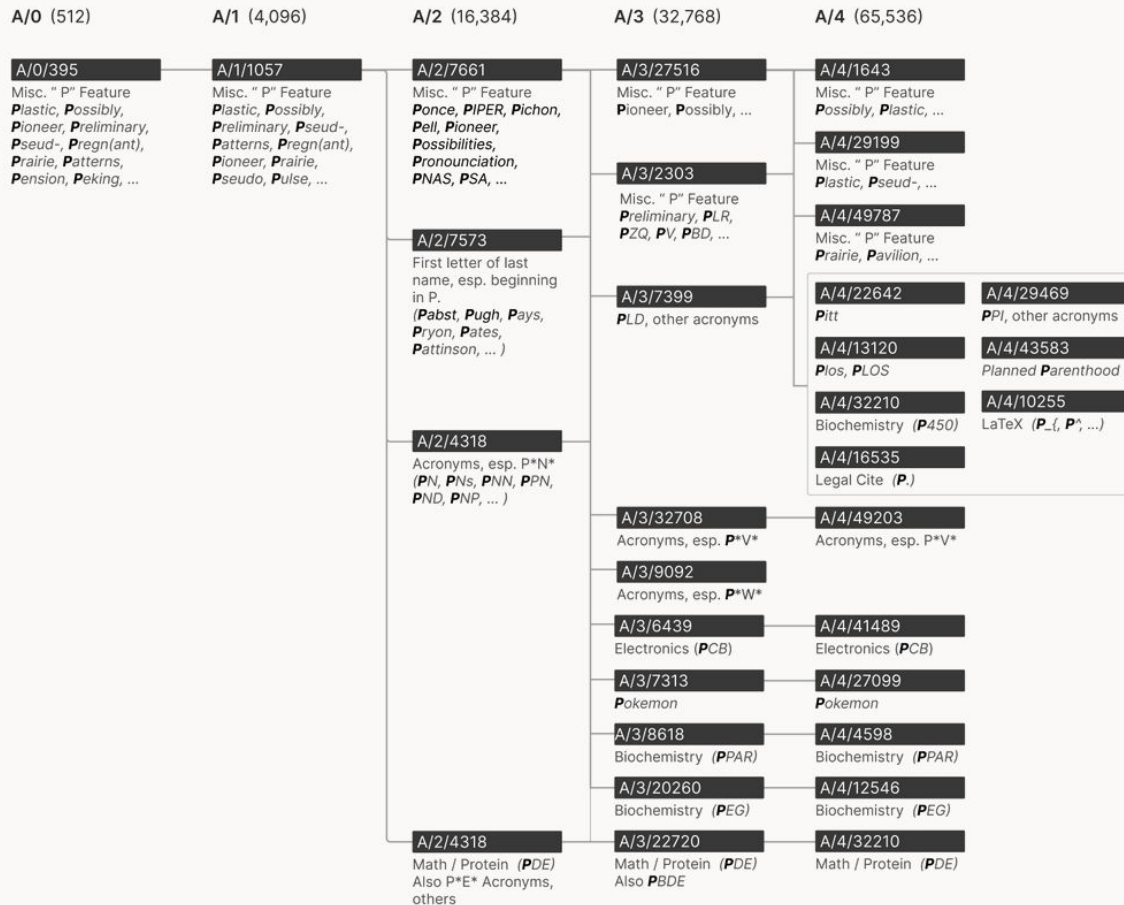 A/0 (512)
A/1 (4,096)
A/2 (16,384)
A/3 (32,768)
A/4 (65,536)
A/0/395
Misc. “ P” Feature
Plastic, Possibly,
Pioneer, Preliminary,
Pseud-, Pregn(ant),
Prairie, Patterns,
Pension, Peking, ...
A/1/1057
Misc. “ P” Feature
Plastic, Possibly,
Preliminary, Pseud-,
Patterns, Pregn(ant),
Pioneer, Prairie,
Pseudo, Pulse, ...
A/2/7661
Misc. “ P” Feature
Ponce, PIPER, Pichon,
Pell, Pioneer,
Possibilities,
Pronounciation,
PNAS, PSA, ...
A/2/7573
First letter of last
name, esp. beginning
in P.
(Pabst, Pugh, Pays,
Pryon, Pates,
Pattinson, ... )
A/2/4318
Acronyms, esp. P*N*
(PN, PNs, PNN, PPN,
PND, PNP, ... )
A/2/4318
Math / Protein (PDE)
Also P*E* Acronyms,
others
A/3/27516
Misc. “ P” Feature
Pioneer, Possibly, ...
A/3/2303
Misc. “ P” Feature
Preliminary, PLR,
PZQ, PV, PBD, ...
A/3/7399
PLD, other acronyms
A/3/32708
Acronyms, esp. P*V*
A/3/9092
Acronyms, esp. P*W*
A/3/6439
Electronics (PCB)
A/3/7313
Pokemon
A/3/8618
Biochemistry (PPAR)
A/3/20260
Biochemistry (PEG)
A/3/22720
Math / Protein (PDE)
Also PBDE
A/4/1643
Misc. “ P” Feature
Possibly, Plastic, ...
A/4/29199
Misc. “ P” Feature
Plastic, Pseud-, ...
A/4/49787
Misc. “ P” Feature
Prairie, Pavilion, ...
A/4/22642
Pitt
A/4/29469
PPI, other acronyms
A/4/13120
Plos, PLOS
A/4/43583
Planned Parenthood
A/4/32210
Biochemistry (P450)
A/4/10255
LaTeX (P_{, P^, ...)
A/4/16535
Legal Cite (P.)
A/4/49203
Acronyms, esp. P*V*
A/4/41489
Electronics (PCB)
A/4/27099
Pokemon
A/4/4598
Biochemistry (PPAR)
A/4/12546
Biochemistry (PEG)
A/4/32210
Math / Protein (PDE)